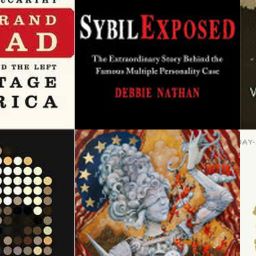 CCARTHY
RAND
AD
D THE LEFT
TAGE
RICA
SYBIL EXPOSED
The Extraordinary Story Behind the
Famous Multiple Personality Case
DEBBIE NATHAN